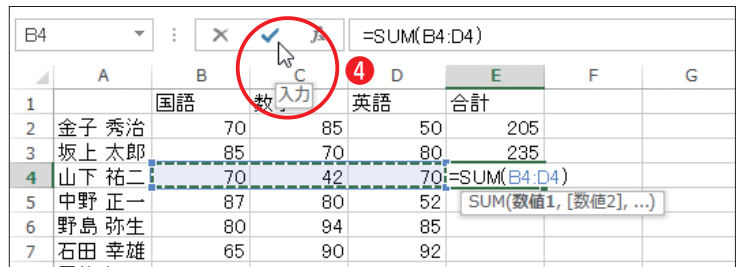 B4 fx =SUM(B4:D4)
4
入力
A B C D E F G
1 国語 数学 英語 合計
2 金子 秀治 70 85 50 205
3 坂上 太郎 85 70 80 235
4 山下 祐二 70 42 70 =SUM(B4:D4)
SUM(数値1, [数値2], ...)
5 中野 正一 87 80 52
6 野島 弥生 80 94 85
7 石田 幸雄 65 90 92